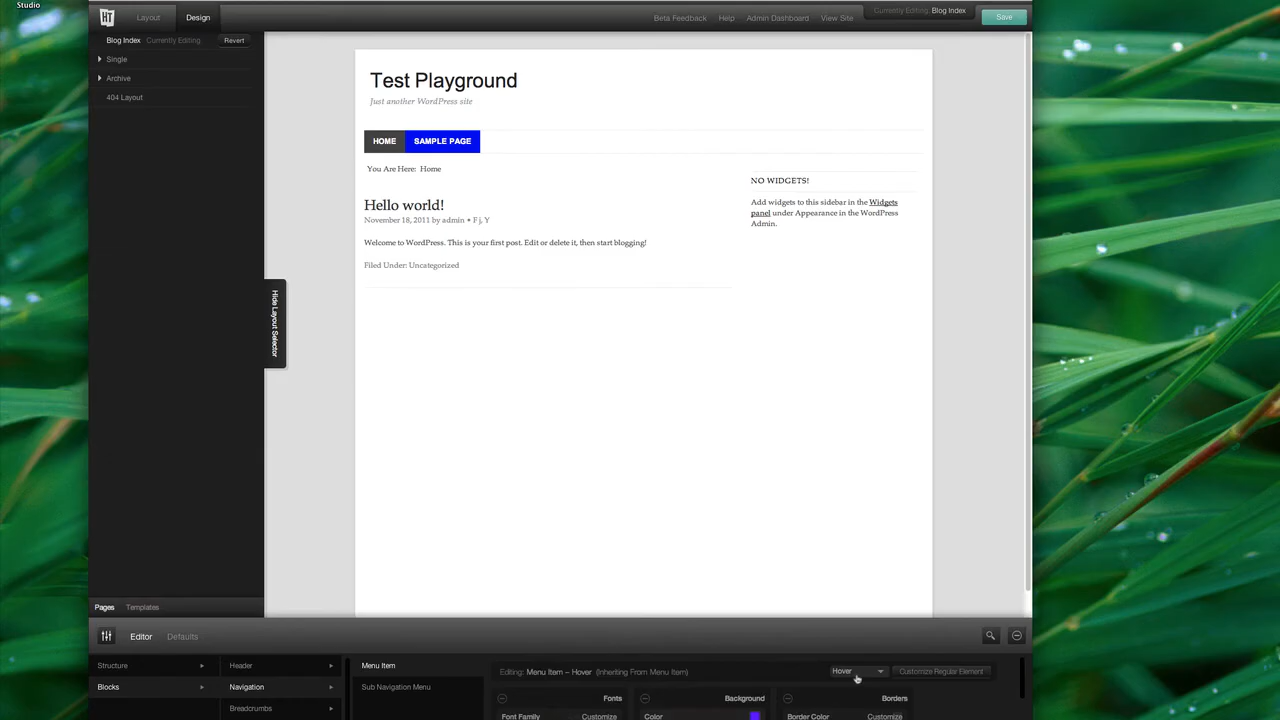 Studio
HT Layout Design Beta Feedback Help Admin Dashboard View Site Currently Editing: Blog Index Save
Blog Index Currently Editing Revert
Single
Archive
404 Layout
Hide Layout Selector
Test Playground
Just another WordPress site
HOME SAMPLE PAGE
You Are Here: Home
Hello world!
November 18, 2011 by admin • F j, Y
Welcome to WordPress. This is your first post. Edit or delete it, then start blogging!
Filed Under: Uncategorized
NO WIDGETS!
Add widgets to this sidebar in the Widgets
panel under Appearance in the WordPress
Admin.
Pages Templates
Editor Defaults
Structure Header Menu Item Editing: Menu Item – Hover (Inheriting From Menu Item) Hover Customize Regular Element
Blocks Navigation Sub Navigation Menu
Fonts Background Borders
Breadcrumbs Font Family Customize Color Border Color Customize